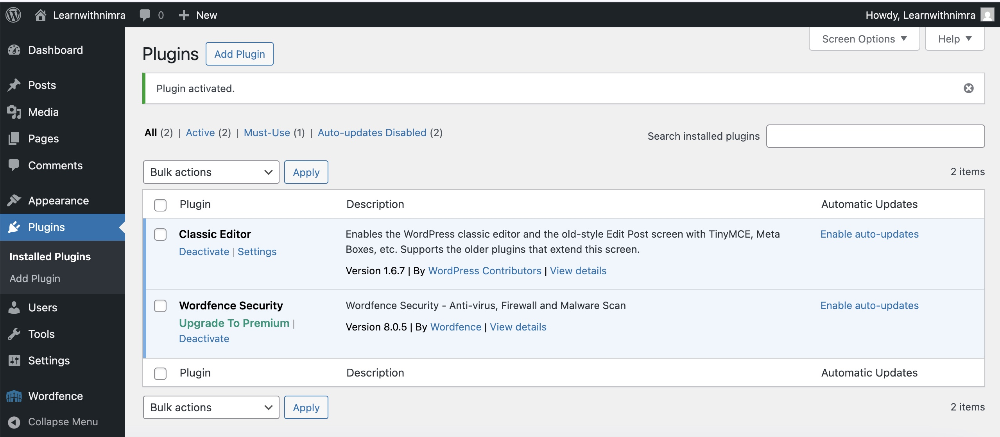 Learnwithnimra 0 New Howdy, Learnwithnimra
Dashboard
Posts
Media
Pages
Comments
Appearance
Plugins
Installed Plugins
Add Plugin
Users
Tools
Settings
Wordfence
Collapse Menu
Screen Options Help
Plugins Add Plugin
Plugin activated.
All (2) | Active (2) | Must-Use (1) | Auto-updates Disabled (2)
Search installed plugins
Bulk actions Apply 2 items
Plugin Description Automatic Updates
Classic Editor
Deactivate | Settings
Enables the WordPress classic editor and the old-style Edit Post screen with TinyMCE, Meta
Boxes, etc. Supports the older plugins that extend this screen.
Version 1.6.7 | By WordPress Contributors | View details
Enable auto-updates
Wordfence Security
Upgrade To Premium |
Deactivate
Wordfence Security - Anti-virus, Firewall and Malware Scan
Version 8.0.5 | By Wordfence | View details
Enable auto-updates
Plugin Description Automatic Updates
Bulk actions Apply 2 items